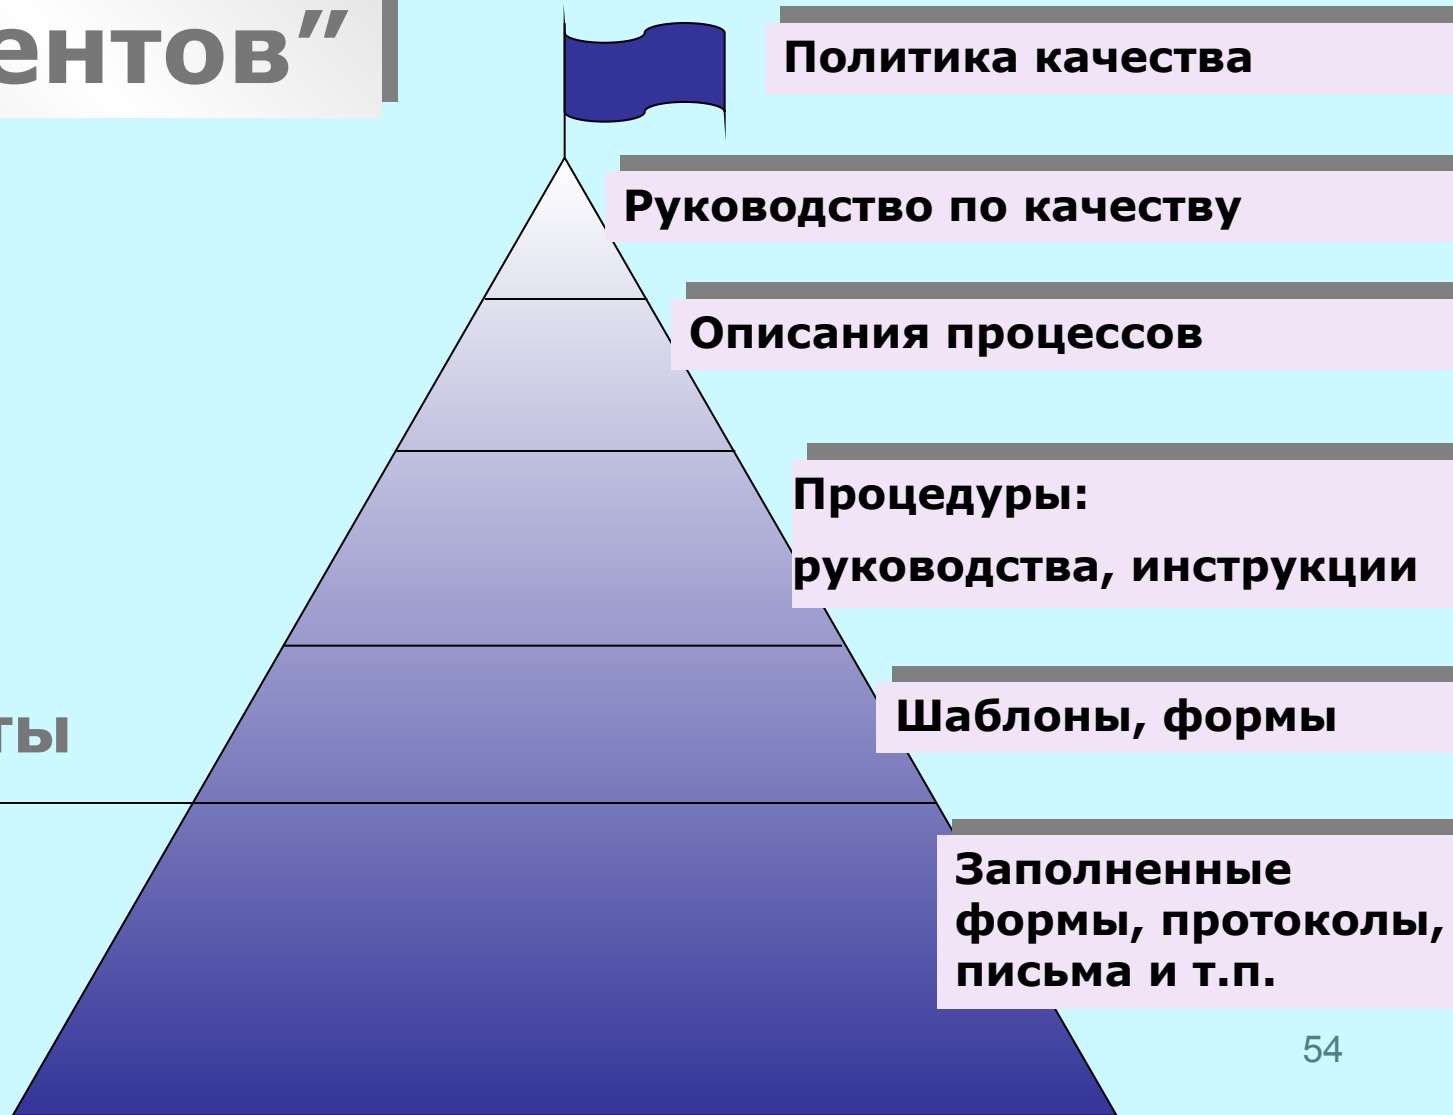 ентов”
Политика качества
Руководство по качеству
Описания процессов
Процедуры:
руководства, инструкции
Шаблоны, формы
ты
Заполненные
формы, протоколы,
письма и т.п.
54